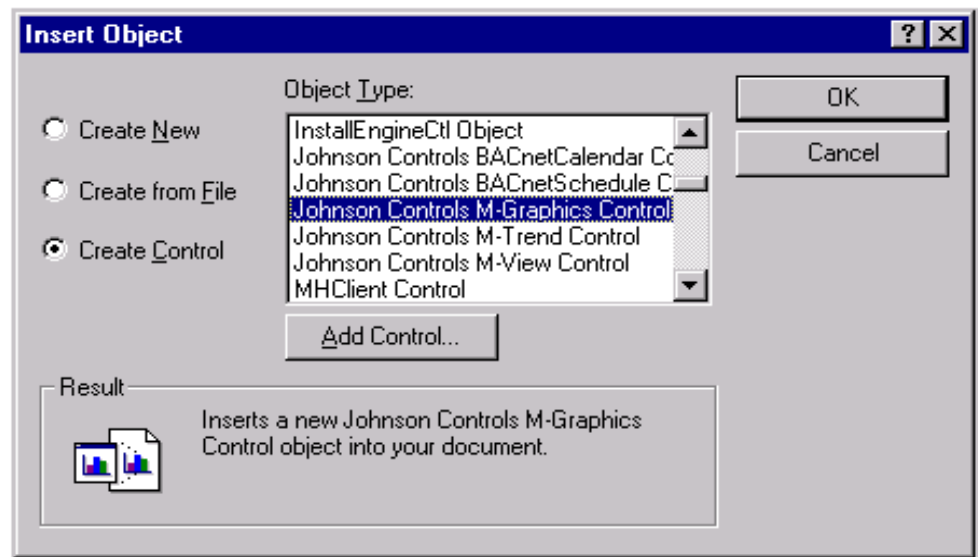 Insert Object
Create New
Create from File
Create Control
Object Type:
InstallEngineCtl Object
Johnson Controls BACnetCalendar Co
Johnson Controls BACnetSchedule C
Johnson Controls M-Graphics Control
Johnson Controls M-Trend Control
Johnson Controls M-View Control
MHClient Control
Add Control...
OK
Cancel
Result
Inserts a new Johnson Controls M-Graphics
Control object into your document.